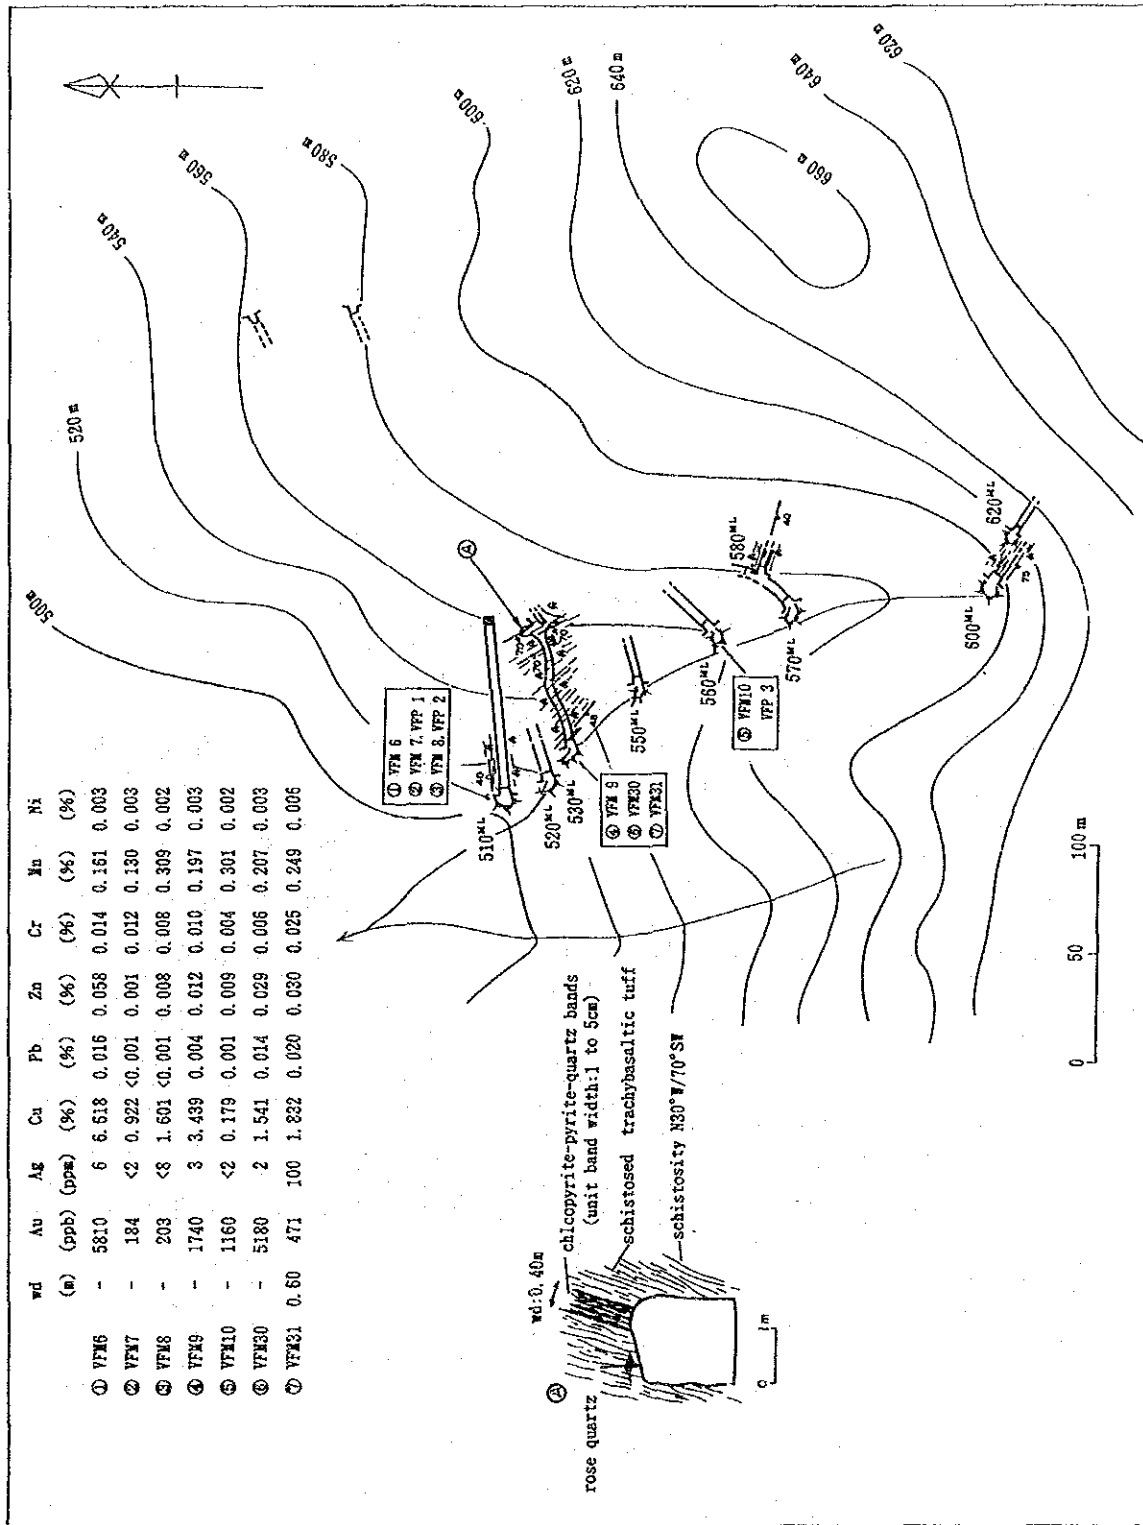 wd Au Ag Cu Pb Zn Cr Mn Ni
(m) (ppb) (ppm) (%) (%) (%) (%) (%) (%)
① VFM6 - 5810 6 6.618 0.016 0.058 0.014 0.161 0.003
② VFM7 - 184 <2 0.922 <0.001 0.001 0.012 0.130 0.003
③ VFM8 - 203 <8 1.601 <0.001 0.008 0.008 0.309 0.002
④ VFM9 - 1740 3 3.439 0.004 0.012 0.010 0.197 0.003
⑤ VFM10 - 1160 <2 0.179 0.001 0.009 0.004 0.301 0.002
⑥ VFM30 - 5180 2 1.541 0.014 0.029 0.006 0.207 0.003
⑦ VFM31 0.60 471 100 1.832 0.020 0.030 0.025 0.249 0.006
500m
520m
540m
560m
580m
600m
620m
640m
660m
640m
620m
① VFM 6
② VFM 7, VFP 1
③ VFM 8, VFP 2
Ⓐ
510ML
520ML
530ML
④ VFM 9
⑥ VFM30
⑦ VFM31
550ML
560ML
⑤ VFM10
VFP 3
570ML
580ML
600ML
620ML
40
70
70
70
48
40
75
Ⓐ
wd:0.40m
chlcopyrite-pyrite-quartz bands
(unit band width:1 to 5cm)
schistosed trachybasaltic tuff
schistosity N30°W/70°SW
rose quartz
0 1m
0 50 100m